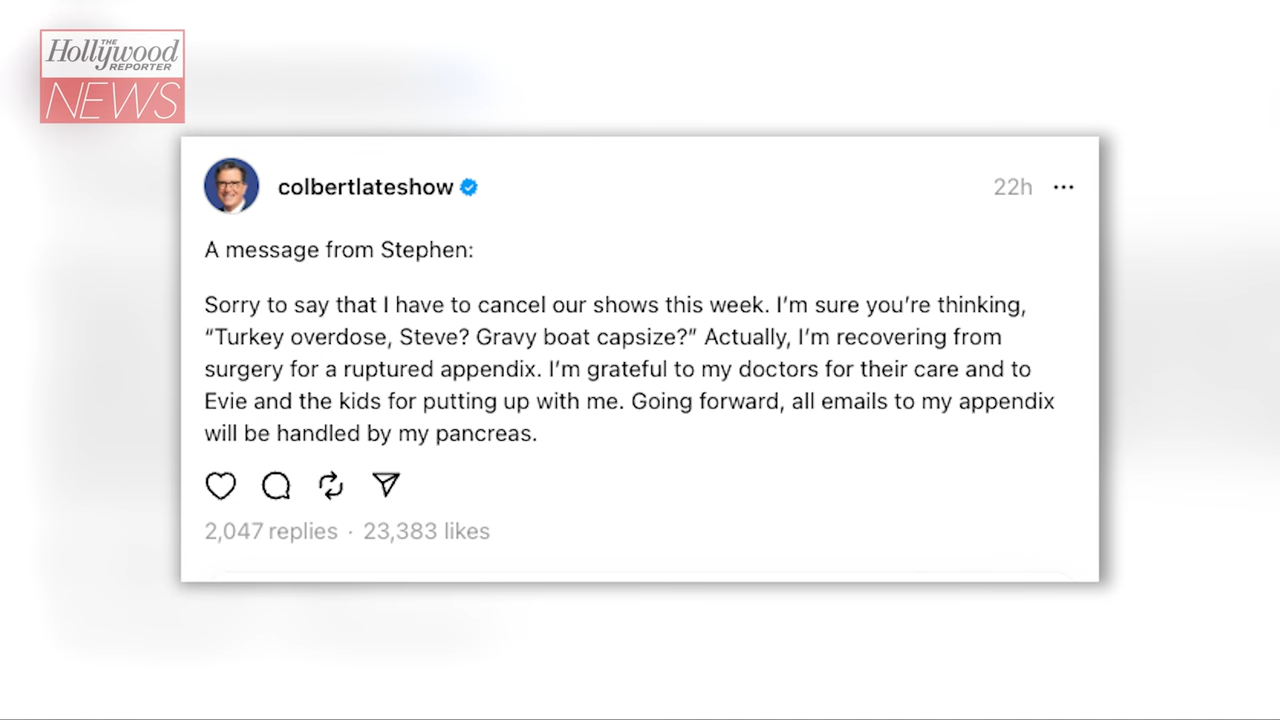 THE
Hollywood
REPORTER
NEWS
colbertlateshow
22h
A message from Stephen:
Sorry to say that I have to cancel our shows this week. I’m sure you’re thinking,
“Turkey overdose, Steve? Gravy boat capsize?” Actually, I’m recovering from
surgery for a ruptured appendix. I’m grateful to my doctors for their care and to
Evie and the kids for putting up with me. Going forward, all emails to my appendix
will be handled by my pancreas.
2,047 replies · 23,383 likes